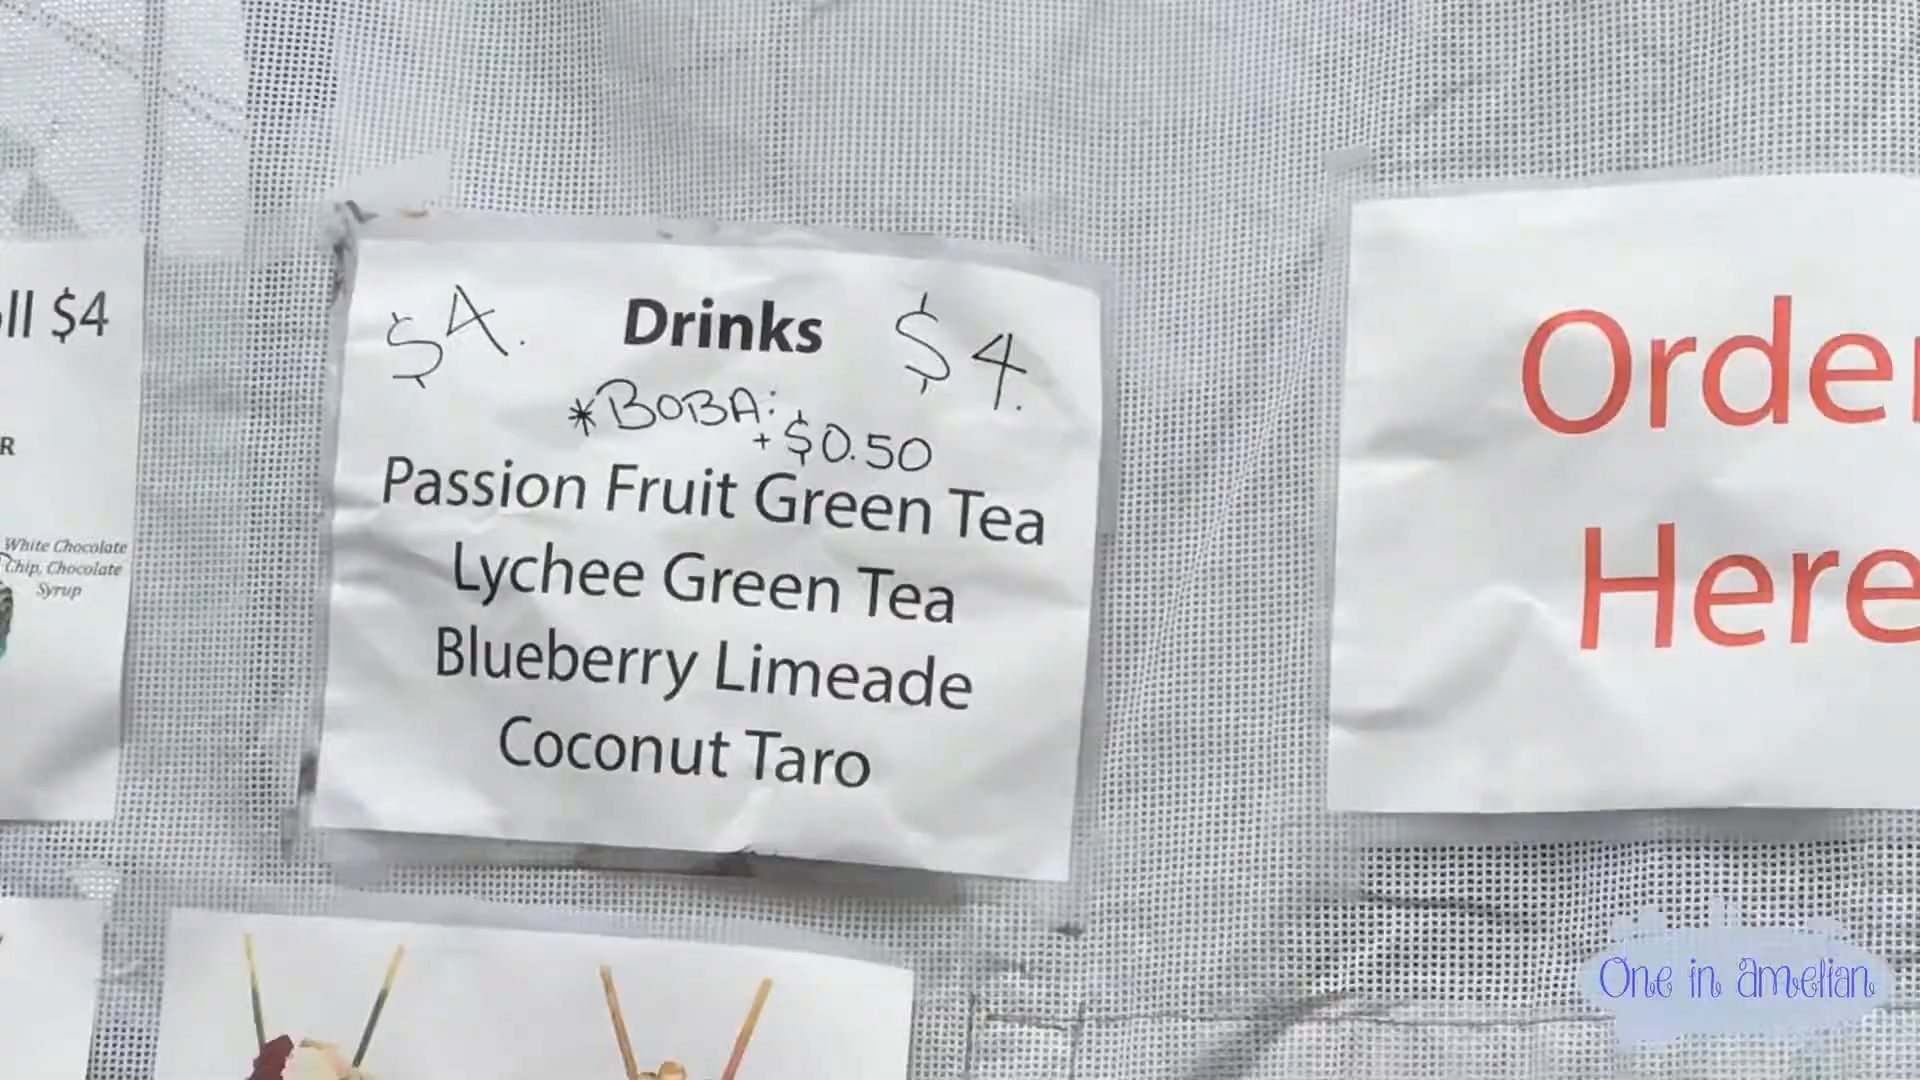 ll $4
R
White Chocolate
Chip, Chocolate
Syrup
$4. Drinks $4.
*BOBA:
+$0.50
Passion Fruit Green Tea
Lychee Green Tea
Blueberry Limeade
Coconut Taro
Order
Here
One in amelian